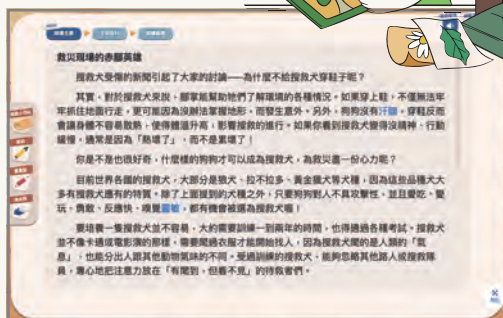 救災現場的赤腳英雄
搜救犬受傷的新聞引起了大家的討論——為什麼不給搜救犬穿鞋子呢？
其實，對於搜救犬來說，腳掌能幫助牠們了解環境的各種情況。如果穿上鞋，不僅無法牢
牢抓住地面行走，更可能因為沒辦法掌握地形，而發生意外。另外，狗狗沒有汗腺，穿鞋反而
會讓身體不容易散熱，使得體溫升高，影響搜救的進行。如果你看到搜救犬變得沒精神、行動
緩慢，通常是因為「熱壞了」，而不是累壞了！
你是不是也很好奇，什麼樣的狗狗才可以成為搜救犬，為救災盡一份心力呢？
目前世界各國的搜救犬，大部分是狼犬、拉不拉多、黃金獵犬等犬種，因為這些品種犬大
多有搜救犬應有的特質。除了上面提到的犬種之外，只要狗狗對人不具攻擊性，並且愛吃、愛
玩、勇敢、反應快、嗅覺靈敏，都有機會被選為搜救犬喔！
要培養一隻搜救犬並不容易，大約需要訓練一到兩年的時間，也得通過各種考試。搜救犬
並不像卡通或電影演的那樣，需要聞過衣服才能開始找人，因為搜救犬聞的是人類的「氣
息」，也能分出人跟其他動物氣味的不同。受過訓練的搜救犬，能夠忽略其他路人或搜救隊
員，專心地把注意力放在「有聞到，但看不見」的待救者們。